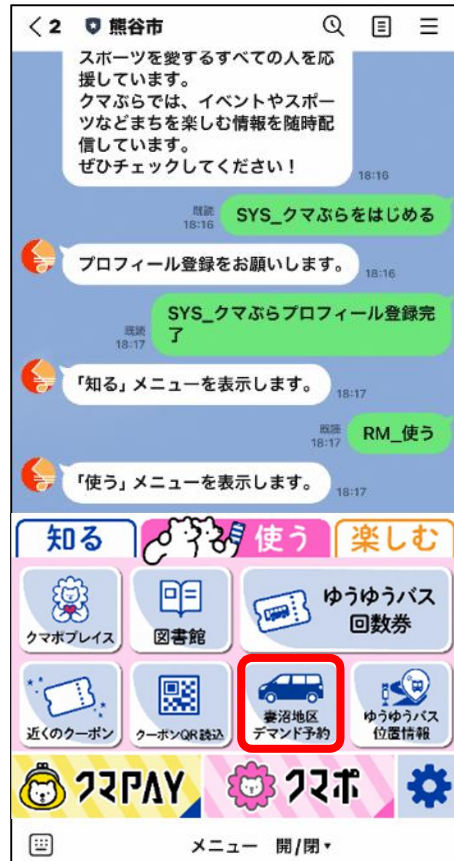 2 熊谷市
スポーツを愛するすべての人を応
援しています。
クマぶらでは、イベントやスポー
ツなどまちを楽しむ情報を随時配
信しています。
ぜひチェックしてください！
18:16
既読
18:16
SYS_クマぶらをはじめる
プロフィール登録をお願いします。
18:16
既読
18:17
SYS_クマぶらプロフィール登録完
了
「知る」メニューを表示します。
18:17
既読
18:17
RM_使う
「使う」メニューを表示します。
18:17
知る 使う 楽しむ
クマポプレイス
図書館
ゆうゆうバス
回数券
近くのクーポン
クーポンQR読込
妻沼地区
デマンド予約
ゆうゆうバス
位置情報
クマPAY
クマポ
メニュー 開/閉▼